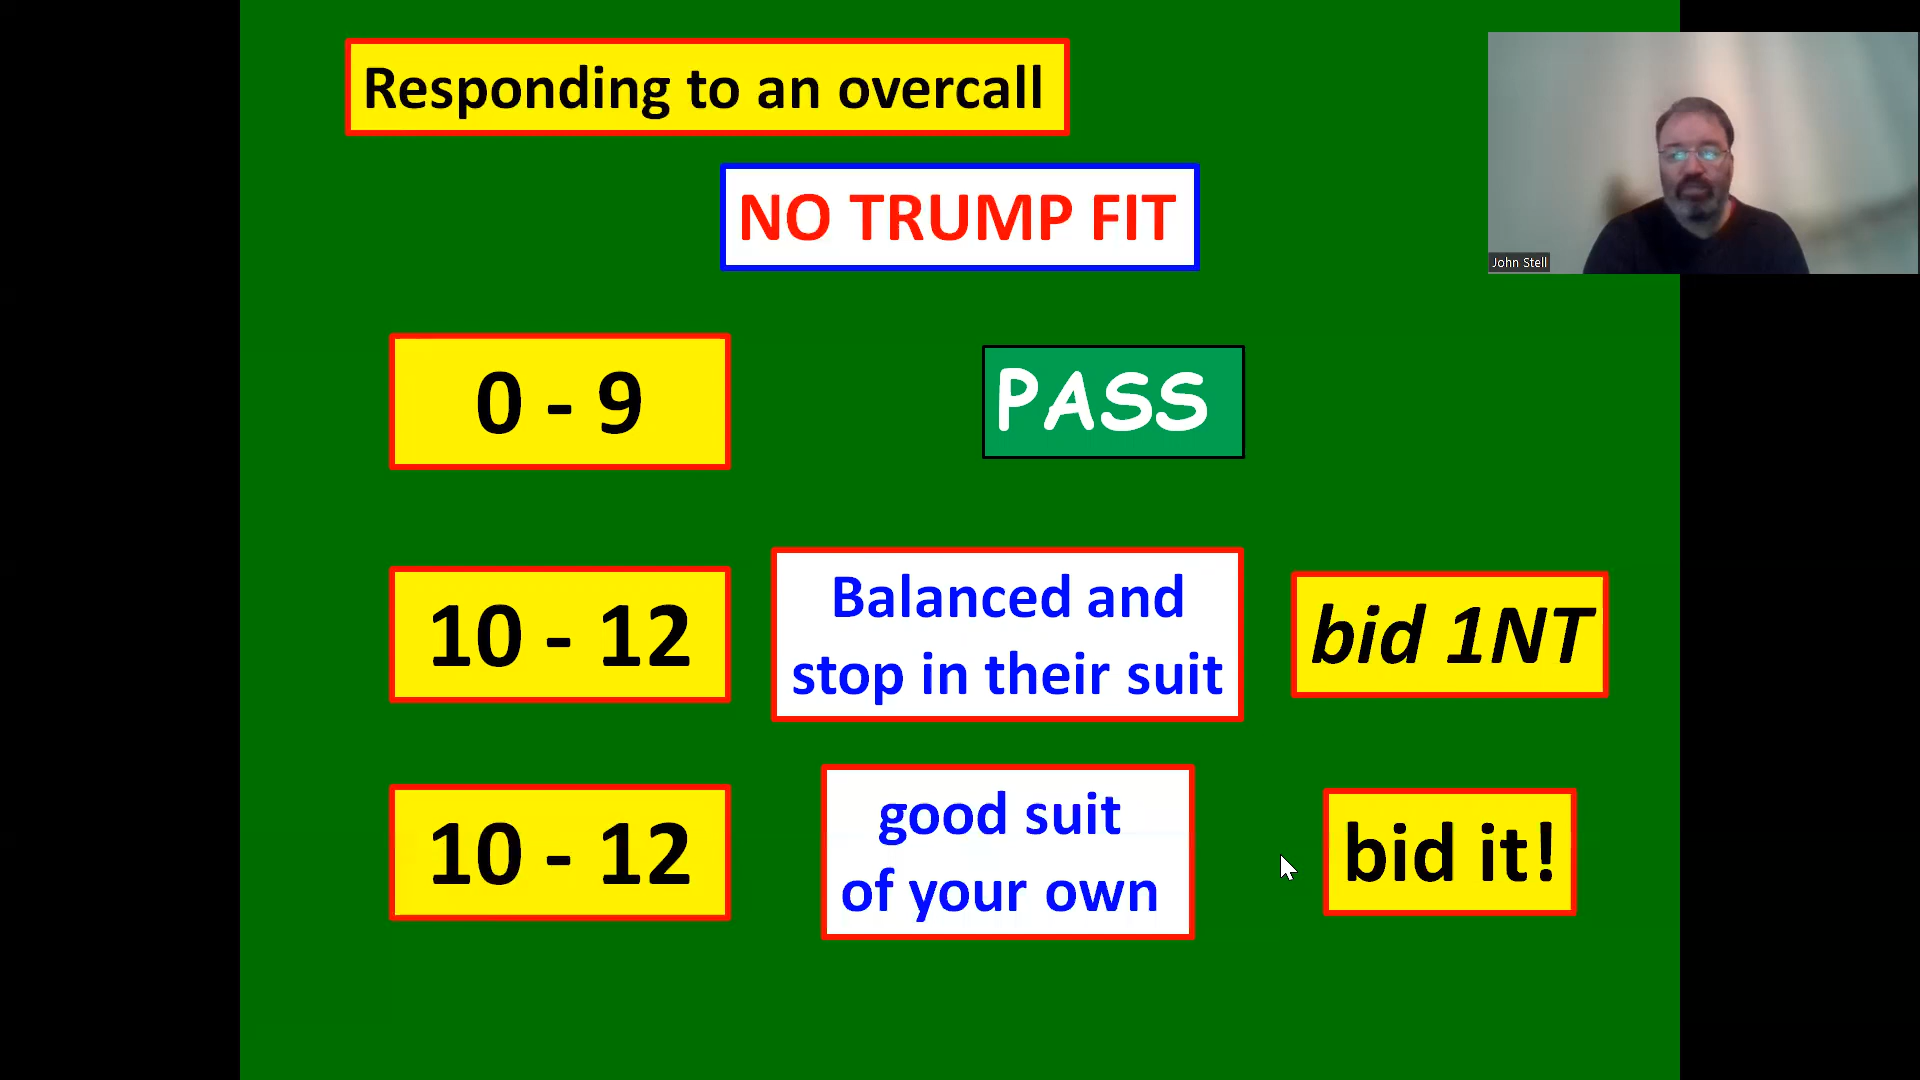 Responding to an overcall
John Stell
NO TRUMP FIT
0 - 9
PASS
10 - 12
Balanced and
stop in their suit
bid 1NT
10 - 12
good suit
of your own
bid it!